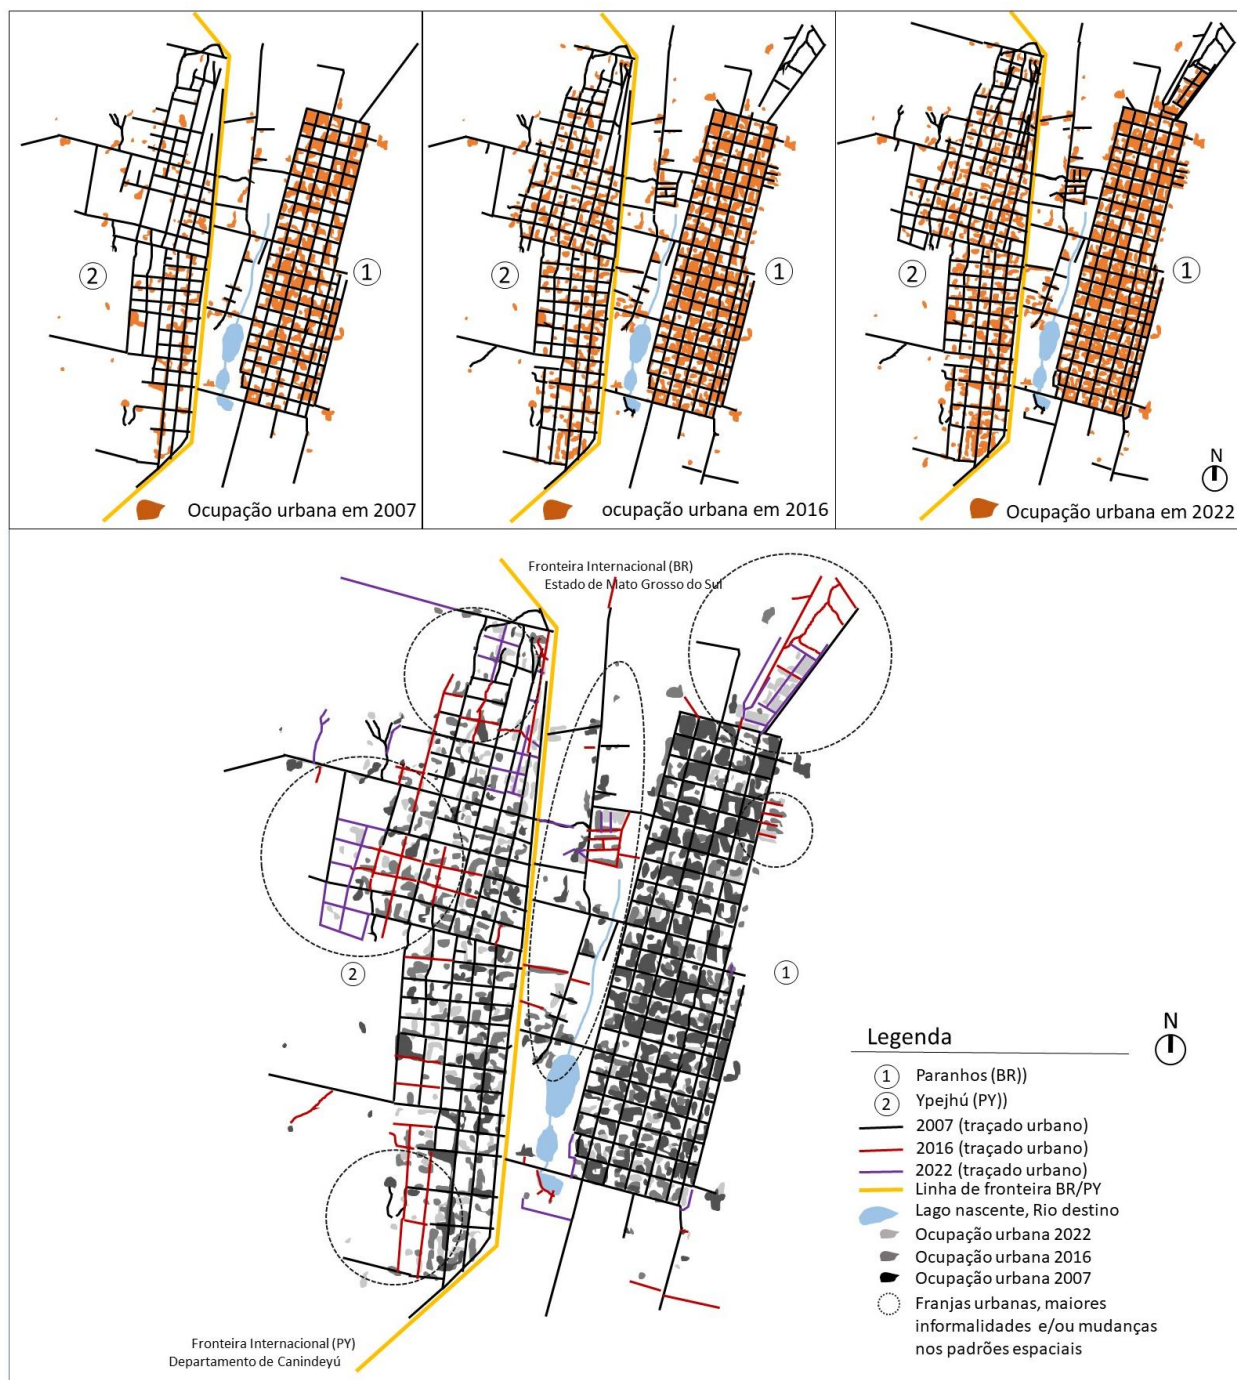 2
1
Ocupação urbana em 2007
2
1
ocupação urbana em 2016
2
1
N
Ocupação urbana em 2022
Fronteira Internacional (BR)
Estado de Mato Grosso do Sul
2
1
Fronteira Internacional (PY)
Departamento de Canindeyú
Legenda
N
1 Paranhos (BR))
2 Ypejhú (PY))
2007 (traçado urbano)
2016 (traçado urbano)
2022 (traçado urbano)
Linha de fronteira BR/PY
Lago nascente, Rio destino
Ocupação urbana 2022
Ocupação urbana 2016
Ocupação urbana 2007
Franjas urbanas, maiores
informalidades e/ou mudanças
nos padrões espaciais